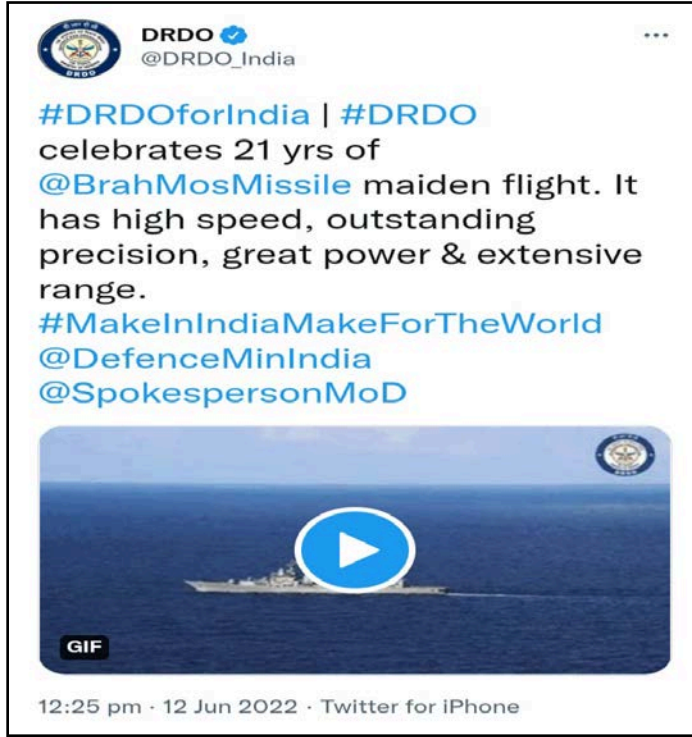 DRDO
@DRDO_India
#DRDOforIndia | #DRDO
celebrates 21 yrs of
@BrahMosMissile maiden flight. It
has high speed, outstanding
precision, great power & extensive
range.
#MakeInIndiaMakeForTheWorld
@DefenceMinIndia
@SpokespersonMoD
GIF
12:25 pm · 12 Jun 2022 · Twitter for iPhone